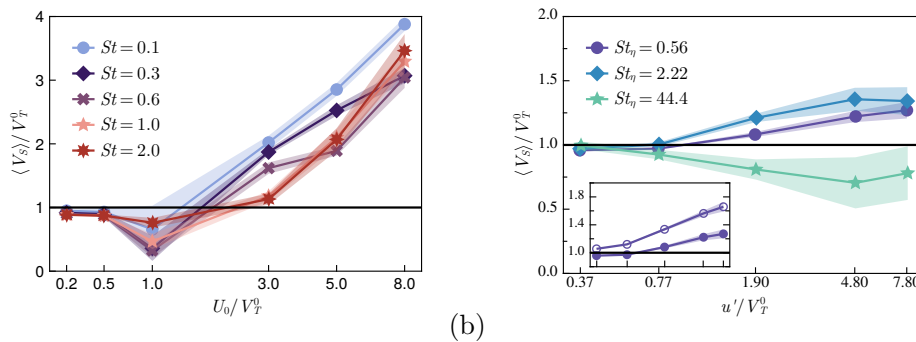 (b)
4
3
2
1
0
St = 0.1
St = 0.3
St = 0.6
St = 1.0
St = 2.0
⟨V_S⟩/V_T^0
0.2 0.5 1.0 3.0 5.0 8.0
U_0/V_T^0
2.0
1.5
1.0
0.5
0.0
St_η = 0.56
St_η = 2.22
St_η = 44.4
⟨V_S⟩/V_T^0
1.8
1.4
1.0
0.37 0.77 1.90 4.80 7.80
u'/V_T^0